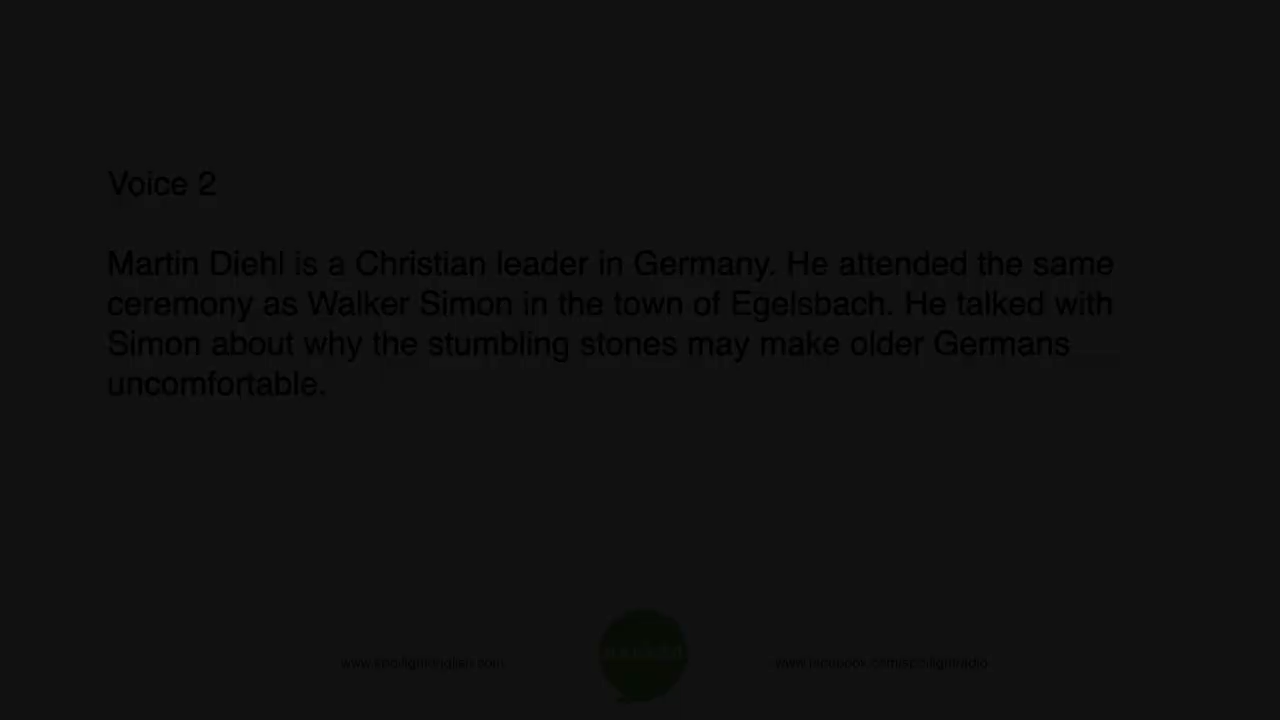 Voice 2
Martin Diehl is a Christian leader in Germany. He attended the same
ceremony as Walker Simon in the town of Egelsbach. He talked with
Simon about why the stumbling stones may make older Germans
uncomfortable.